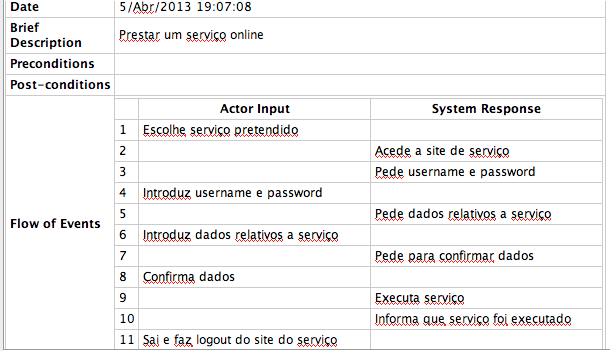 Date 5/Abr/2013 19:07:08
Brief Description Prestar um serviço online
Preconditions
Post-conditions
Flow of Events
Actor Input System Response
1 Escolhe serviço pretendido
2 Acede a site de serviço
3 Pede username e password
4 Introduz username e password
5 Pede dados relativos a serviço
6 Introduz dados relativos a serviço
7 Pede para confirmar dados
8 Confirma dados
9 Executa serviço
10 Informa que serviço foi executado
11 Sai e faz logout do site do serviço